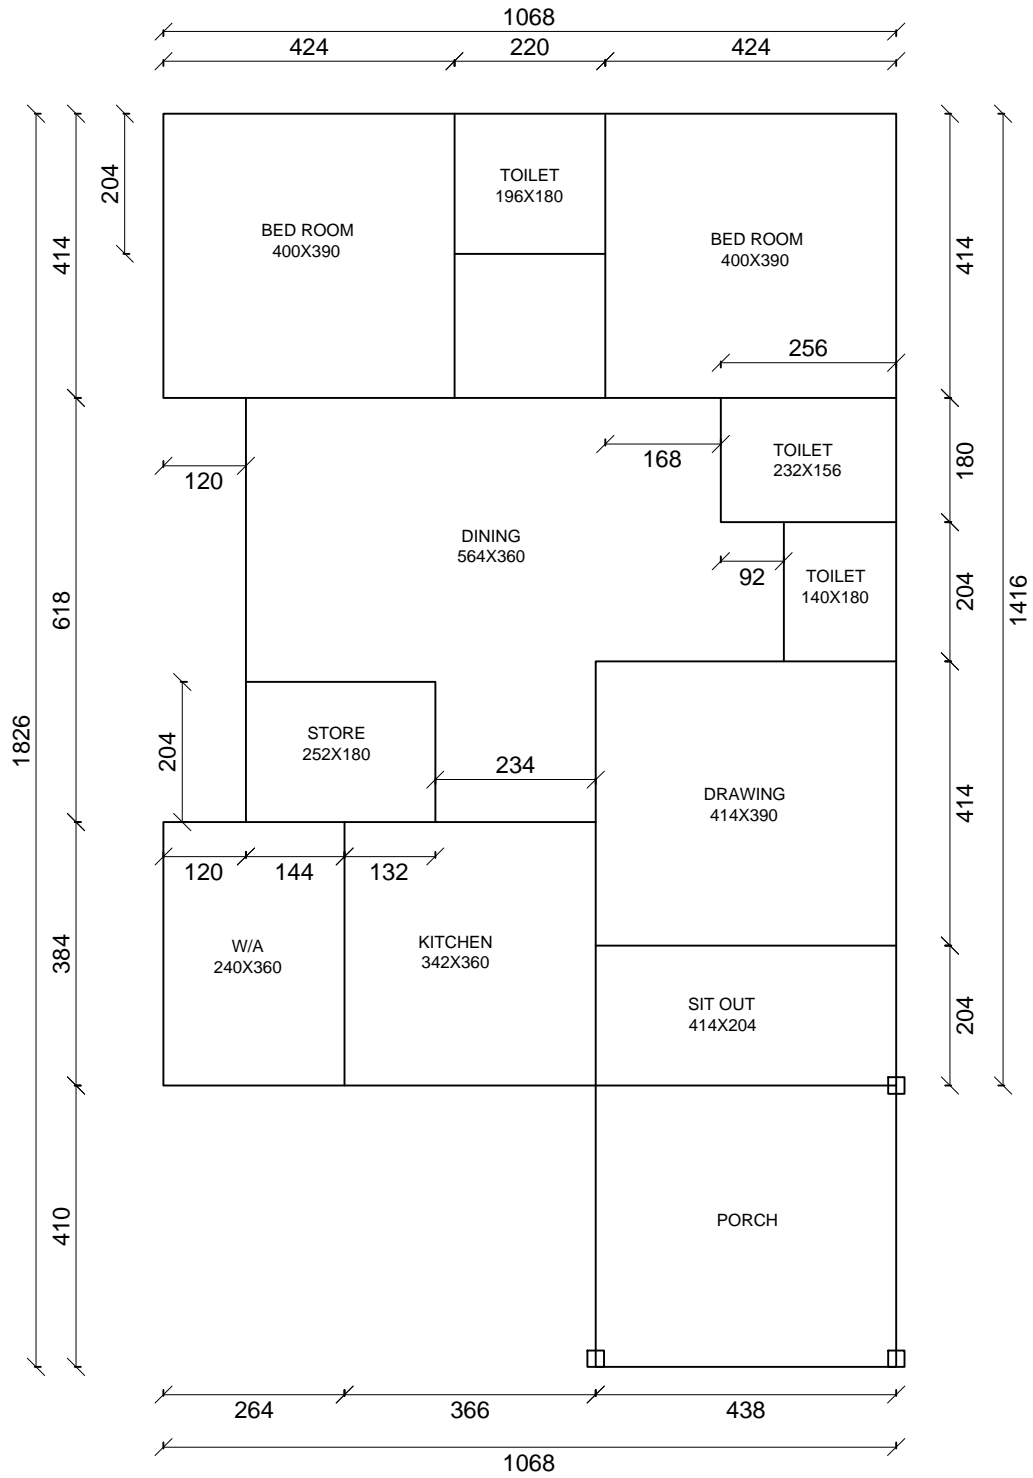 1068
424
220
424
204
414
TOILET
196X180
BED ROOM
400X390
BED ROOM
400X390
414
256
120
168
TOILET
232X156
180
DINING
564X360
92
TOILET
140X180
204
618
1416
1826
204
STORE
252X180
234
DRAWING
414X390
414
120
144
132
W/A
240X360
KITCHEN
342X360
384
SIT OUT
414X204
204
410
PORCH
264
366
438
1068